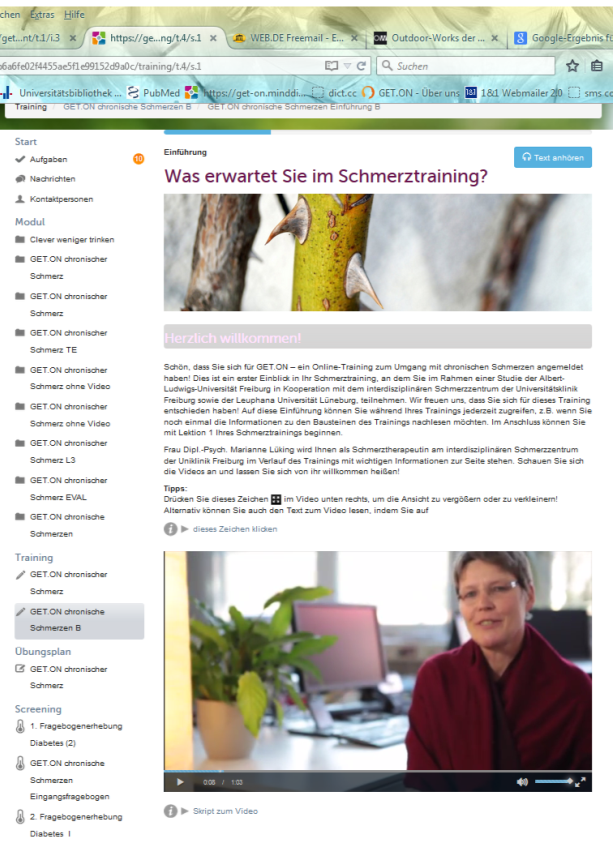 chen Extras Hilfe
/get...nt/t.1/i.3
https://ge...ng/t.4/s.1
WEB.DE Freemail - E...
Outdoor-Works der ...
Google-Ergebnis fü
b6a6fe02f4455ae5f1e99152d9a0c/training/t.4/s.1
Suchen
Universitätsbibliothek ...
PubMed
https://get-on.minddi...
dict.cc
GET.ON - Über uns
1&1 Webmailer 2.0
sms.co
Training / GET.ON chronische Schmerzen B / GET.ON chronische Schmerzen Einführung B
Start
Aufgaben 10
Nachrichten
Kontaktpersonen
Modul
Clever weniger trinken
GET.ON chronischer
Schmerz
GET.ON chronischer
Schmerz
GET.ON chronischer
Schmerz TE
GET.ON chronischer
Schmerz ohne Video
GET.ON chronischer
Schmerz ohne Video
GET.ON chronischer
Schmerz L3
GET.ON chronischer
Schmerz EVAL
GET.ON chronische
Schmerzen
Training
GET.ON chronischer
Schmerz
GET.ON chronische
Schmerzen B
Übungsplan
GET.ON chronischer
Schmerz
Screening
1. Fragebogenerhebung
Diabetes (2)
GET.ON chronische
Schmerzen
Eingangsfragebogen
2. Fragebogenerhebung
Diabetes I
Einführung
Text anhören
Was erwartet Sie im Schmerztraining?
Herzlich willkommen!
Schön, dass Sie sich für GET.ON – ein Online-Training zum Umgang mit chronischen Schmerzen angemeldet
haben! Dies ist ein erster Einblick in Ihr Schmerztraining, an dem Sie im Rahmen einer Studie der Albert-
Ludwigs-Universität Freiburg in Kooperation mit dem interdisziplinären Schmerzzentrum der Universitätsklinik
Freiburg sowie der Leuphana Universität Lüneburg, teilnehmen. Wir freuen uns, dass Sie sich für dieses Training
entschieden haben! Auf diese Einführung können Sie während Ihres Trainings jederzeit zugreifen, z.B. wenn Sie
noch einmal die Informationen zu den Bausteinen des Trainings nachlesen möchten. Im Anschluss können Sie
mit Lektion 1 Ihres Schmerztrainings beginnen.
Frau Dipl.-Psych. Marianne Lüking wird Ihnen als Schmerztherapeutin am interdisziplinären Schmerzzentrum
der Uniklinik Freiburg im Verlauf des Trainings mit wichtigen Informationen zur Seite stehen. Schauen Sie sich
die Videos an und lassen Sie sich von ihr willkommen heißen!
Tipps:
Drücken Sie dieses Zeichen im Video unten rechts, um die Ansicht zu vergößern oder zu verkleinern!
Alternativ können Sie auch den Text zum Video lesen, indem Sie auf
dieses Zeichen klicken
0:08 / 1:03
Skript zum Video